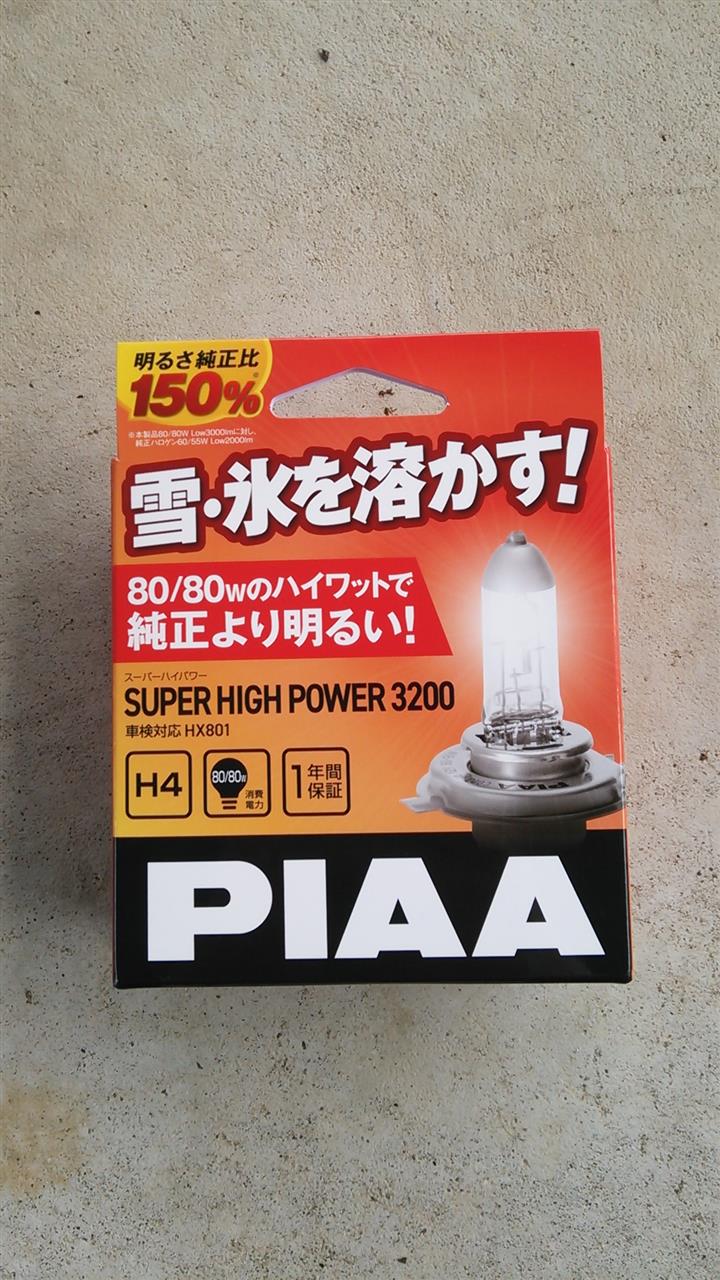 明るさ純正比
150%※
※本製品80/80W Low3000lmに対し、
純正ハロゲン60/55W Low2000lm
雪・氷を溶かす!
80/80Wのハイワットで
純正より明るい!
スーパーハイパワー
SUPER HIGH POWER 3200
車検対応 HX801
H4
80/80W
消費
電力
1年間
保証
PIAA
PIAA